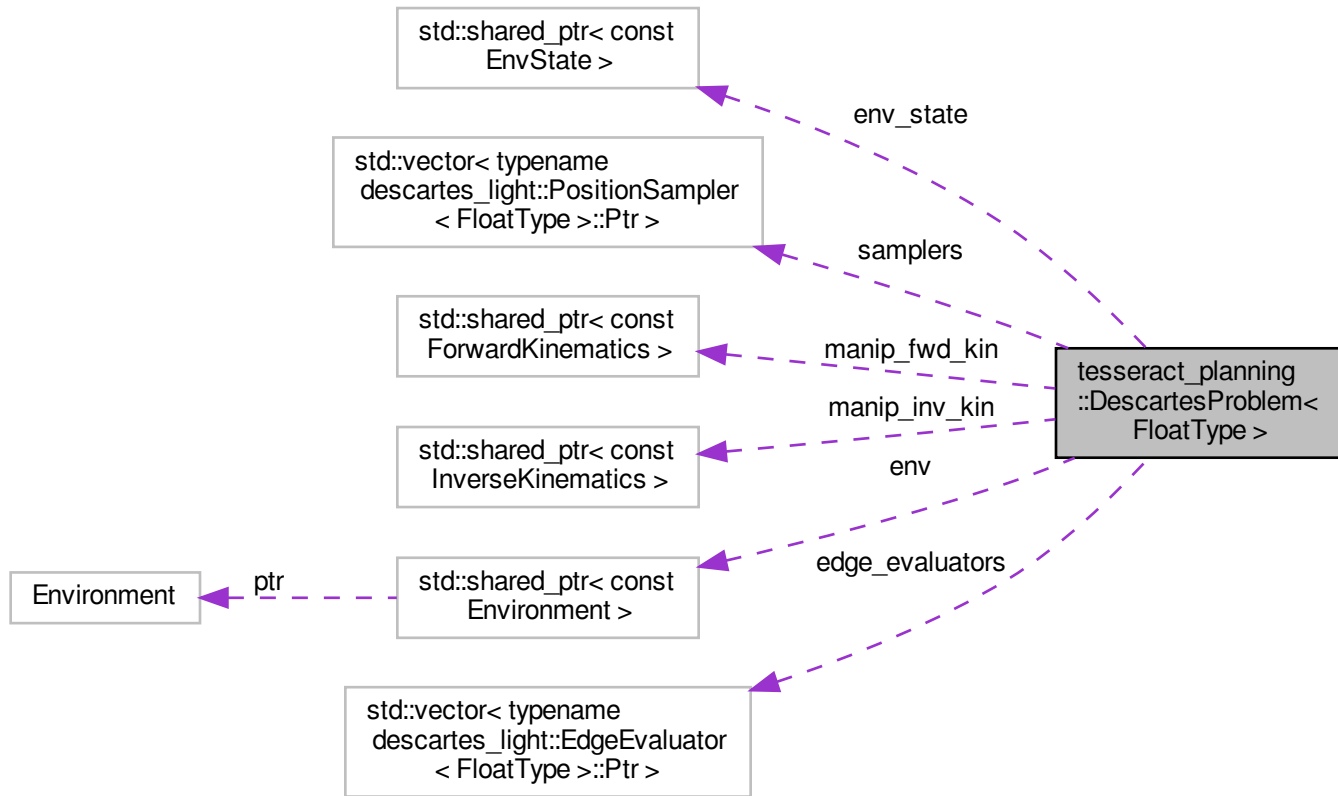 std::shared_ptr< const
EnvState >
env_state
std::vector< typename
descartes_light::PositionSampler
< FloatType >::Ptr >
samplers
std::shared_ptr< const
ForwardKinematics >
manip_fwd_kin
tesseract_planning
::DescartesProblem<
FloatType >
manip_inv_kin
std::shared_ptr< const
InverseKinematics >
env
edge_evaluators
Environment
ptr
std::shared_ptr< const
Environment >
std::vector< typename
descartes_light::EdgeEvaluator
< FloatType >::Ptr >